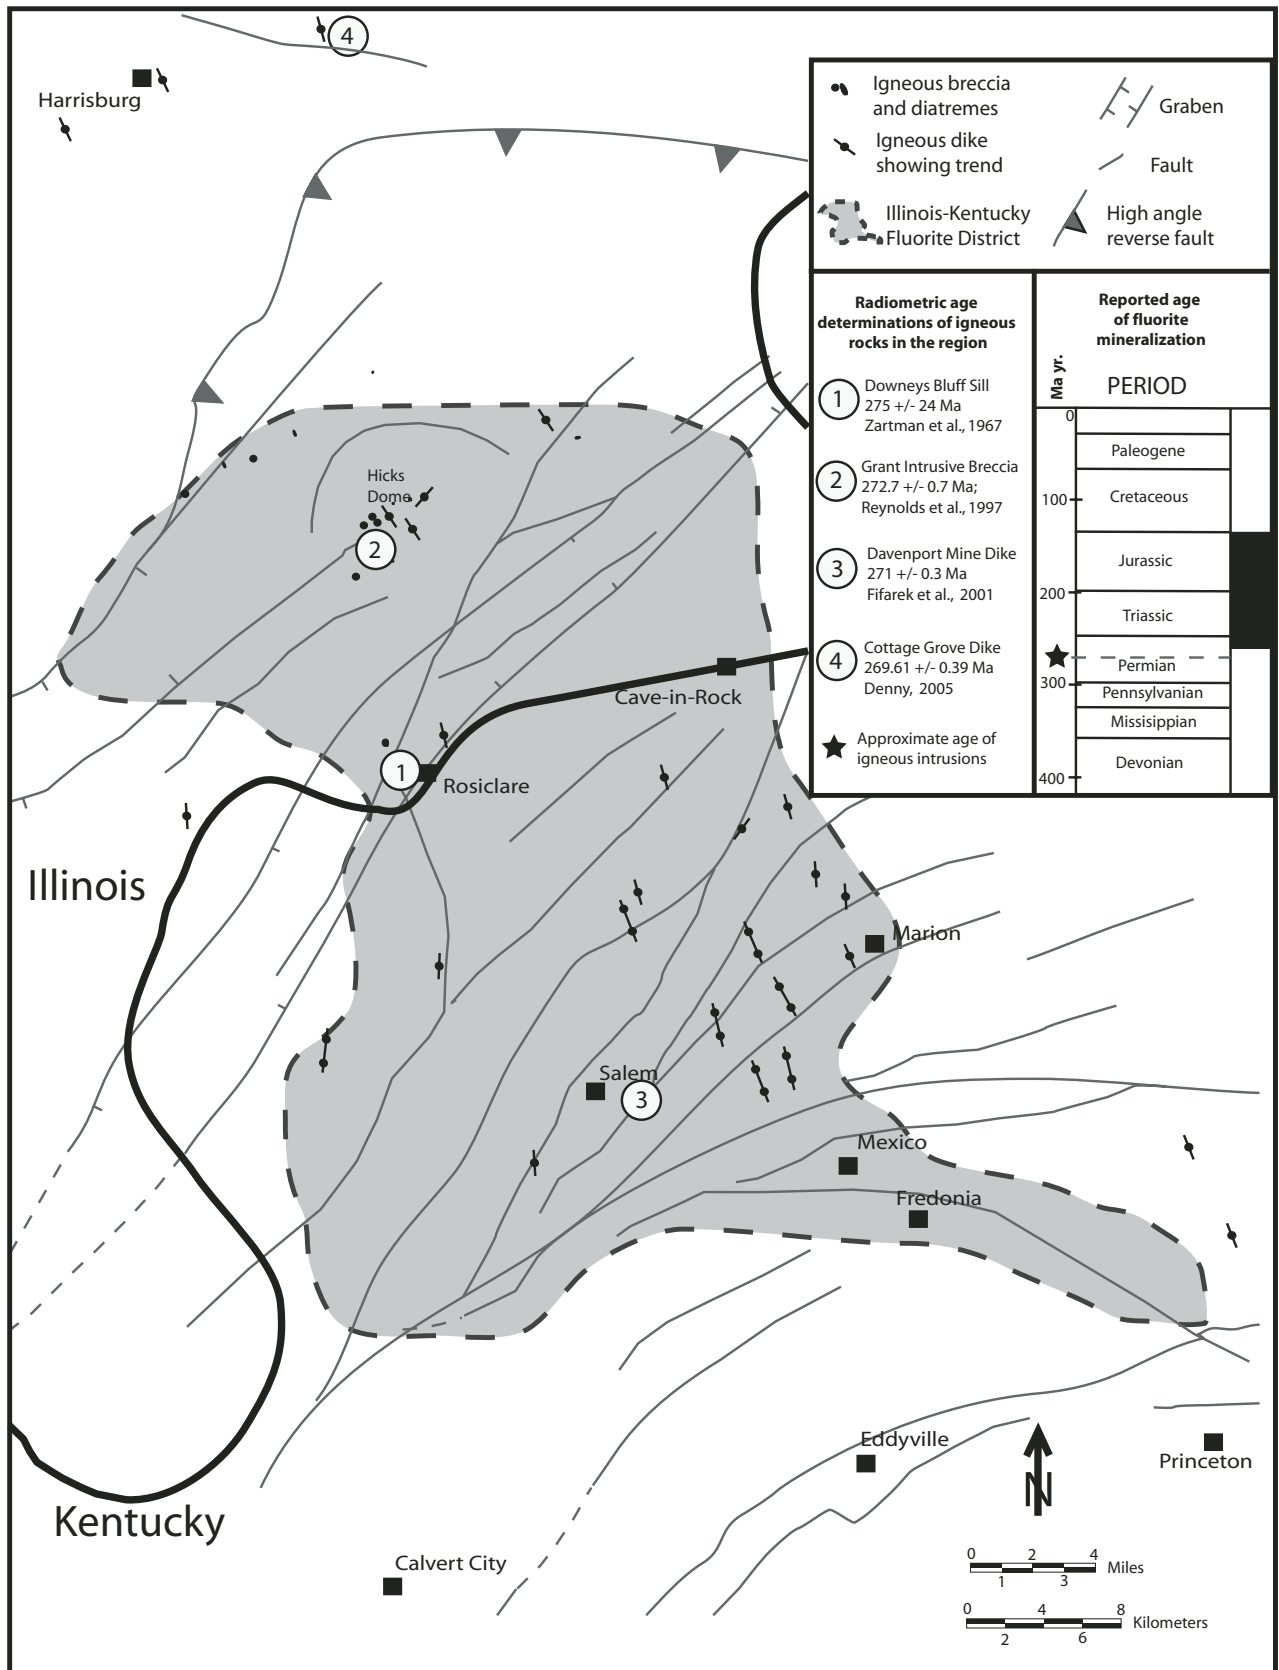 4
Harrisburg
Igneous breccia
and diatremes
Graben
Igneous dike
showing trend
Fault
Illinois-Kentucky
Fluorite District
High angle
reverse fault
Radiometric age
determinations of igneous
rocks in the region
1
Downeys Bluff Sill
275 +/- 24 Ma
Zartman et al., 1967
2
Grant Intrusive Breccia
272.7 +/- 0.7 Ma;
Reynolds et al., 1997
3
Davenport Mine Dike
271 +/- 0.3 Ma
Fifarek et al., 2001
4
Cottage Grove Dike
269.61 +/- 0.39 Ma
Denny, 2005
Approximate age of
igneous intrusions
Reported age
of fluorite
mineralization
Ma yr.
PERIOD
0
Paleogene
100
Cretaceous
Jurassic
200
Triassic
Permian
300
Pennsylvanian
Missisippian
Devonian
400
Hicks
Dome
2
Cave-in-Rock
1
Rosiclare
Illinois
Marion
Salem
3
Mexico
Fredonia
Eddyville
Princeton
Kentucky
Calvert City
N
0 2 4
Miles
1 3
0 4 8
Kilometers
2 6